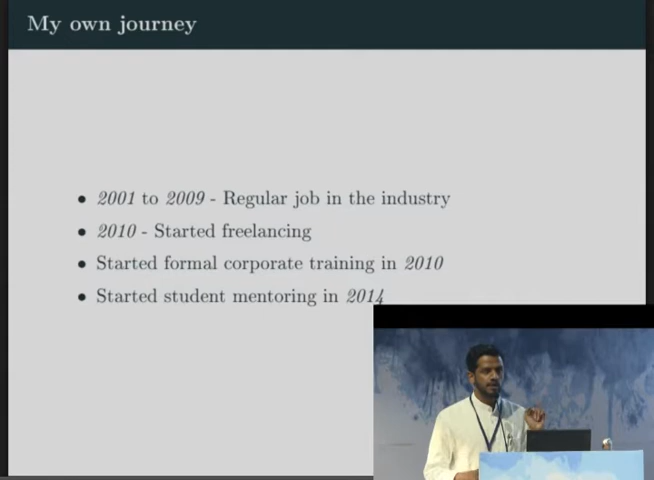 My own journey
• 2001 to 2009 - Regular job in the industry
• 2010 - Started freelancing
• Started formal corporate training in 2010
• Started student mentoring in 2014